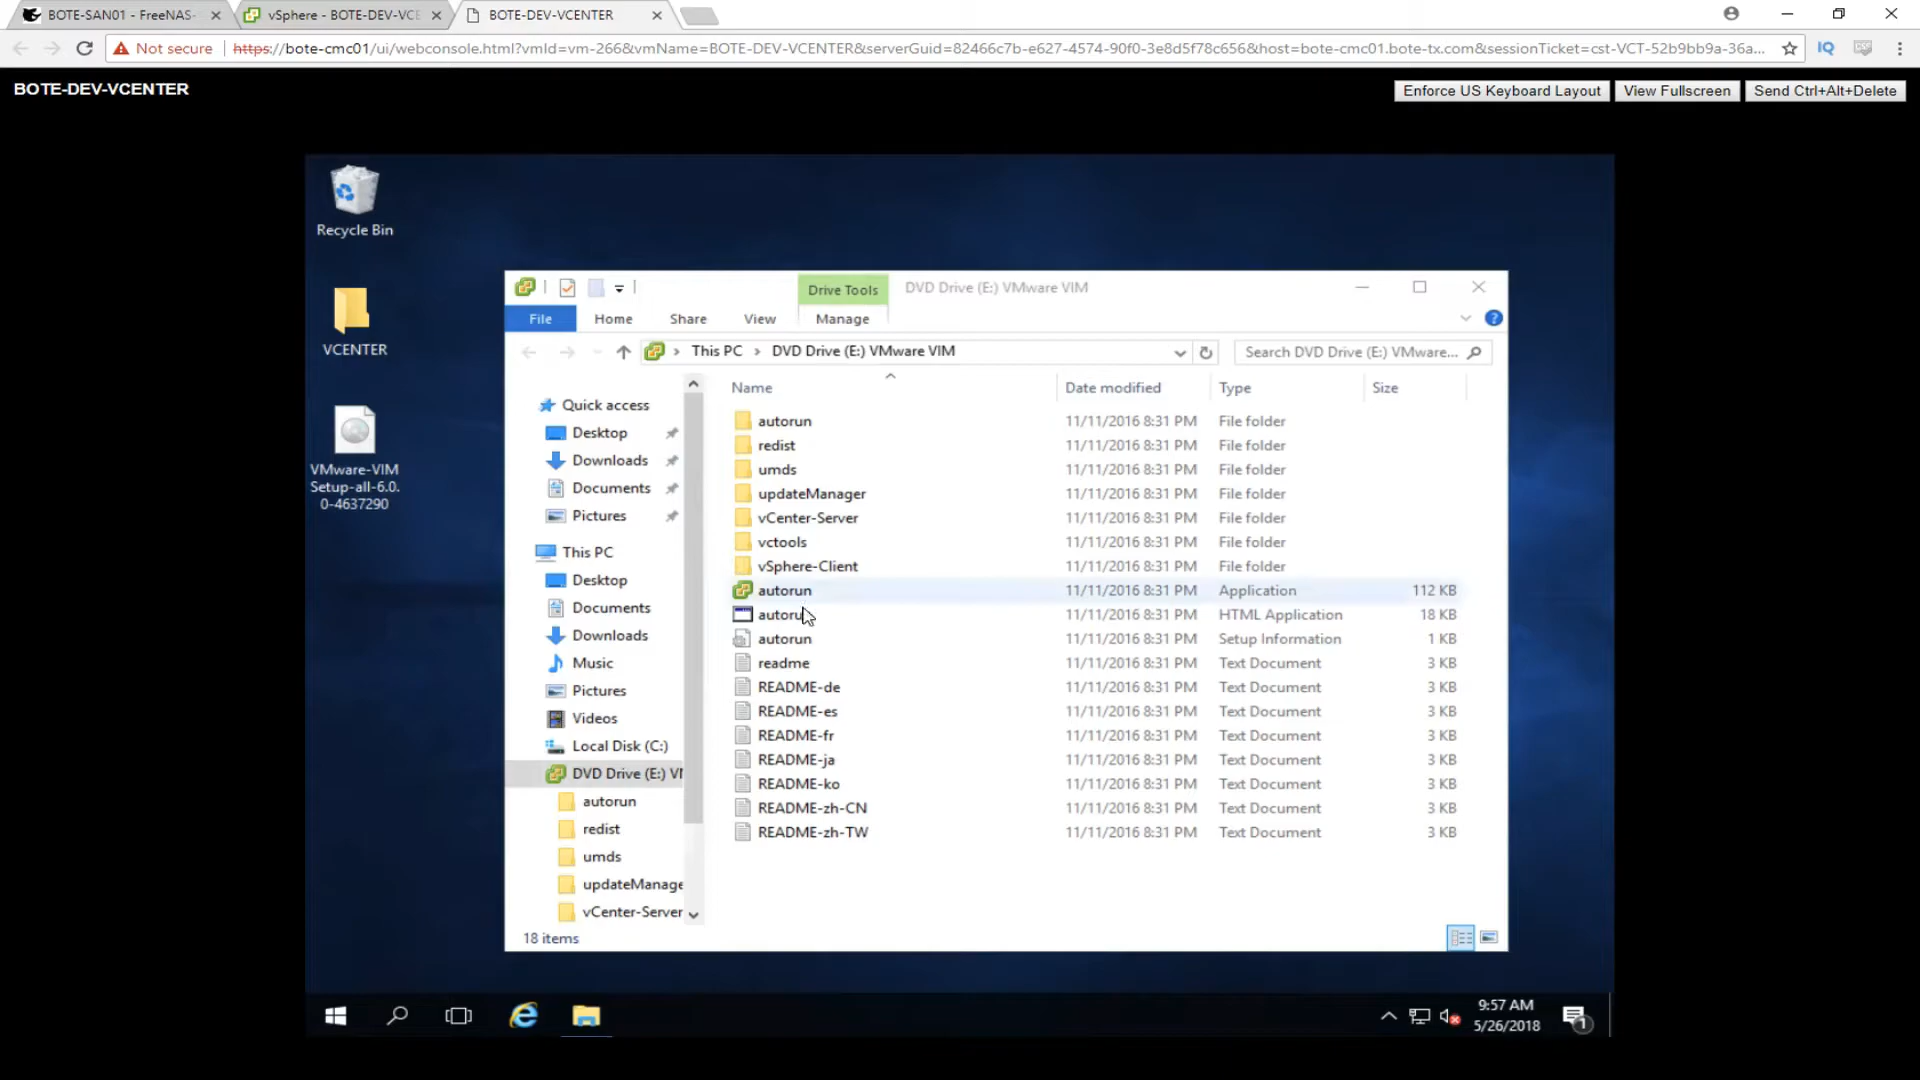 BOTE-SAN01 - FreeNAS-
vSphere - BOTE-DEV-VCE
BOTE-DEV-VCENTER
Not secure
https://bote-cmc01/ui/webconsole.html?vmId=vm-266&vmName=BOTE-DEV-VCENTER&serverGuid=82466c7b-e627-4574-90f0-3e8d5f78c656&host=bote-cmc01.bote-tx.com&sessionTicket=cst-VCT-52b9bb9a-36a...
IQ
BOTE-DEV-VCENTER
Enforce US Keyboard Layout
View Fullscreen
Send Ctrl+Alt+Delete
Recycle Bin
VCENTER
VMware-VIM
Setup-all-6.0.
0-4637290
Drive Tools
DVD Drive (E:) VMware VIM
File
Home
Share
View
Manage
This PC
DVD Drive (E:) VMware VIM
Search DVD Drive (E:) VMware...
Quick access
Desktop
Downloads
Documents
Pictures
This PC
Desktop
Documents
Downloads
Music
Pictures
Videos
Local Disk (C:)
DVD Drive (E:) VI
autorun
redist
umds
updateManage
vCenter-Server
Name Date modified Type Size
autorun 11/11/2016 8:31 PM File folder
redist 11/11/2016 8:31 PM File folder
umds 11/11/2016 8:31 PM File folder
updateManager 11/11/2016 8:31 PM File folder
vCenter-Server 11/11/2016 8:31 PM File folder
vctools 11/11/2016 8:31 PM File folder
vSphere-Client 11/11/2016 8:31 PM File folder
autorun 11/11/2016 8:31 PM Application 112 KB
autorun 11/11/2016 8:31 PM HTML Application 18 KB
autorun 11/11/2016 8:31 PM Setup Information 1 KB
readme 11/11/2016 8:31 PM Text Document 3 KB
README-de 11/11/2016 8:31 PM Text Document 3 KB
README-es 11/11/2016 8:31 PM Text Document 3 KB
README-fr 11/11/2016 8:31 PM Text Document 3 KB
README-ja 11/11/2016 8:31 PM Text Document 3 KB
README-ko 11/11/2016 8:31 PM Text Document 3 KB
README-zh-CN 11/11/2016 8:31 PM Text Document 3 KB
README-zh-TW 11/11/2016 8:31 PM Text Document 3 KB
18 items
9:57 AM
5/26/2018
1